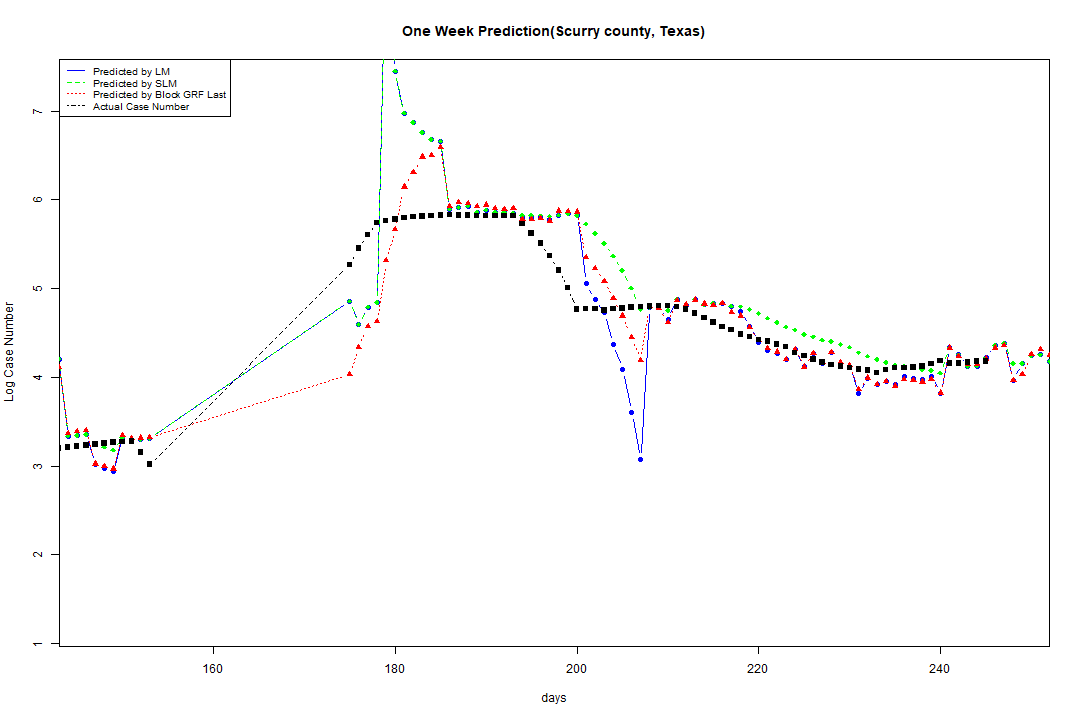 One Week Prediction(Scurry county, Texas)
Predicted by LM
Predicted by SLM
Predicted by Block GRF Last
Actual Case Number
7
6
5
4
3
2
1
Log Case Number
160 180 200 220 240
days